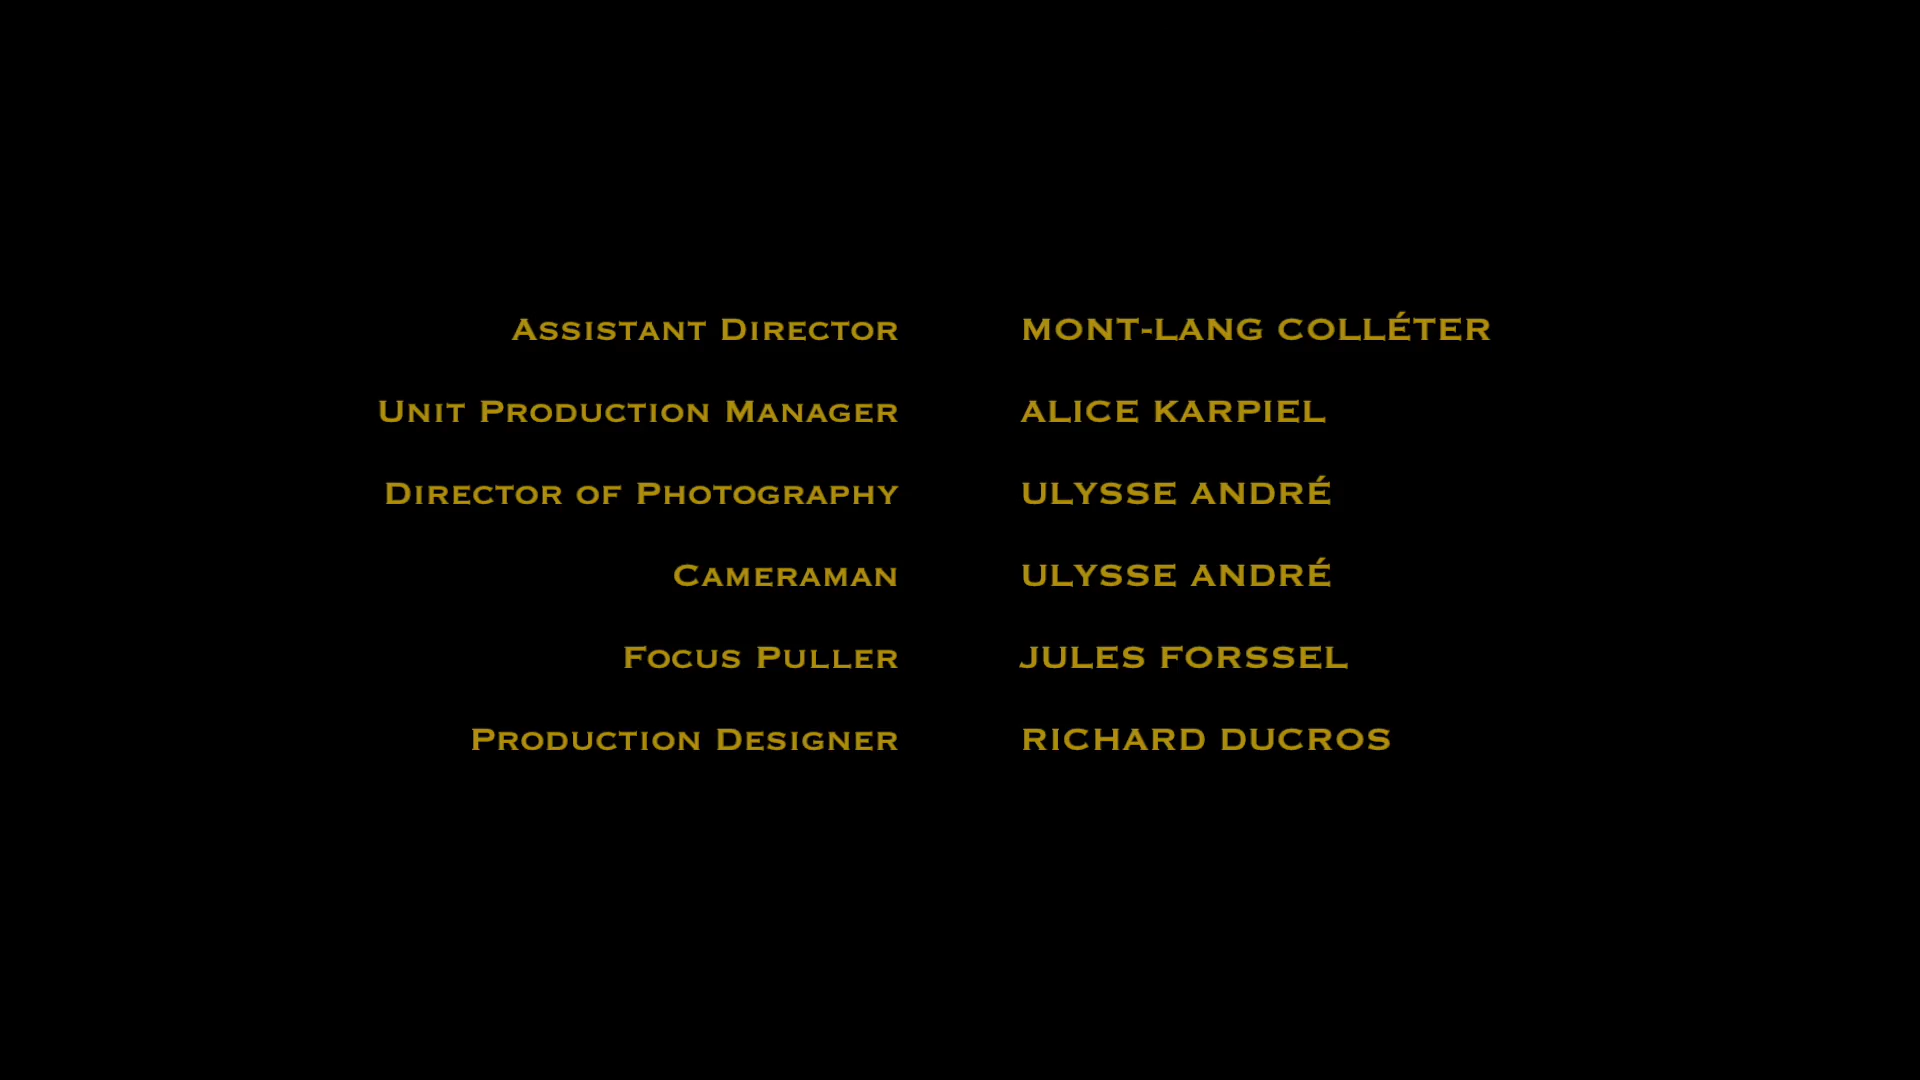 Assistant Director MONT-LANG COLLÉTER
Unit Production Manager ALICE KARPIEL
Director of Photography ULYSSE ANDRÉ
Cameraman ULYSSE ANDRÉ
Focus Puller JULES FORSSEL
Production Designer RICHARD DUCROS